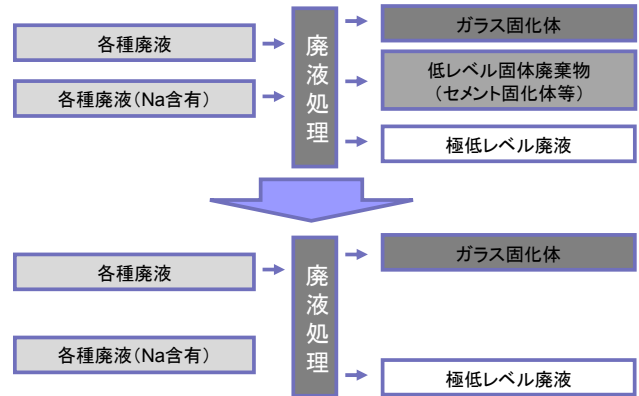 各種廃液
各種廃液(Na含有)
廃液処理
ガラス固化体
低レベル固体廃棄物
(セメント固化体等)
極低レベル廃液
各種廃液
各種廃液(Na含有)
廃液処理
ガラス固化体
極低レベル廃液